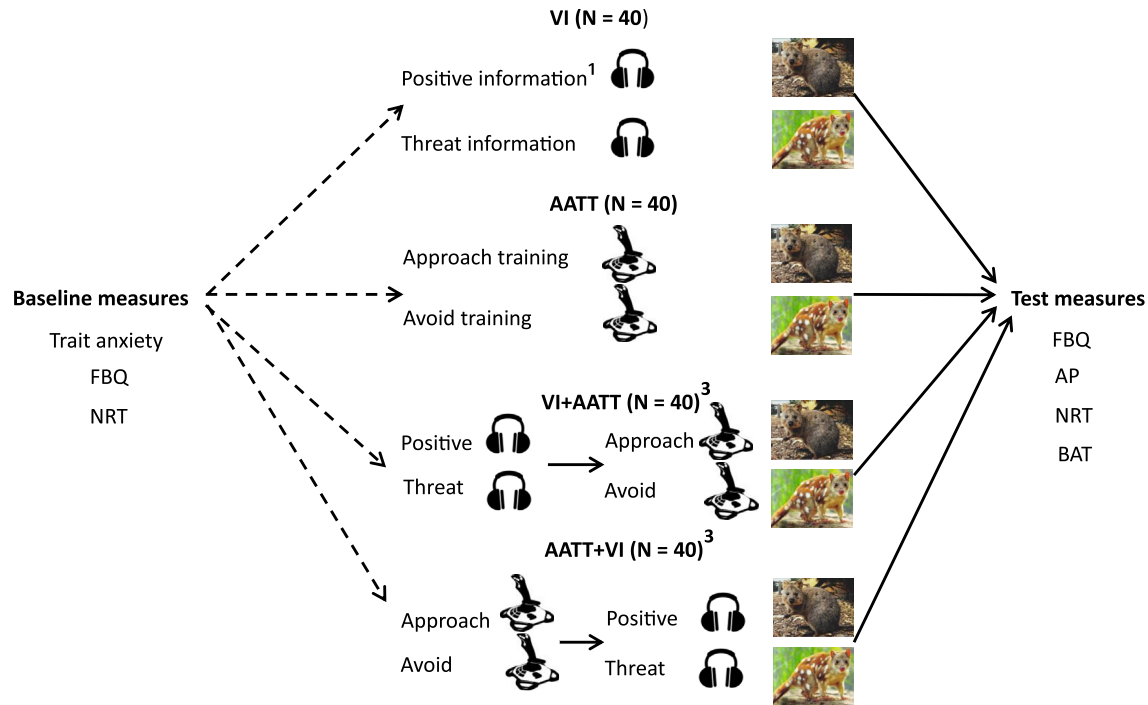 VI (N = 40)
Positive information1
Threat information
AATT (N = 40)
Approach training
Avoid training
Baseline measures
Trait anxiety
FBQ
NRT
VI+AATT (N = 40)3
Positive
Approach
Threat
Avoid
AATT+VI (N = 40)3
Approach
Positive
Avoid
Threat
Test measures
FBQ
AP
NRT
BAT